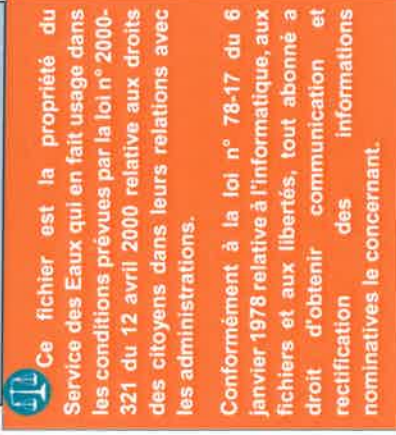 Ce fichier est la propriété du
Service des Eaux qui en fait usage dans
les conditions prévues par la loi n° 2000-
321 du 12 avril 2000 relative aux droits
des citoyens dans leurs relations avec
les administrations.
Conformément à la loi n° 78-17 du 6
janvier 1978 relative à l'informatique, aux
fichiers et aux libertés, tout abonné a
droit d'obtenir communication et
rectification des informations
nominatives le concernant.